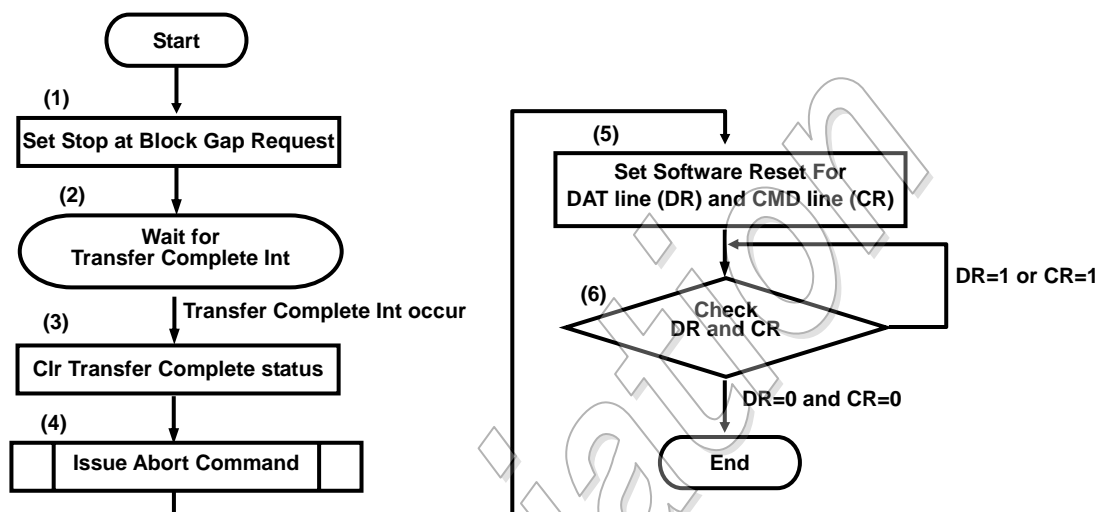 Start
(1)
Set Stop at Block Gap Request
(2)
Wait for
Transfer Complete Int
Transfer Complete Int occur
(3)
Clr Transfer Complete status
(4)
Issue Abort Command
(5)
Set Software Reset For
DAT line (DR) and CMD line (CR)
DR=1 or CR=1
(6)
Check
DR and CR
DR=0 and CR=0
End